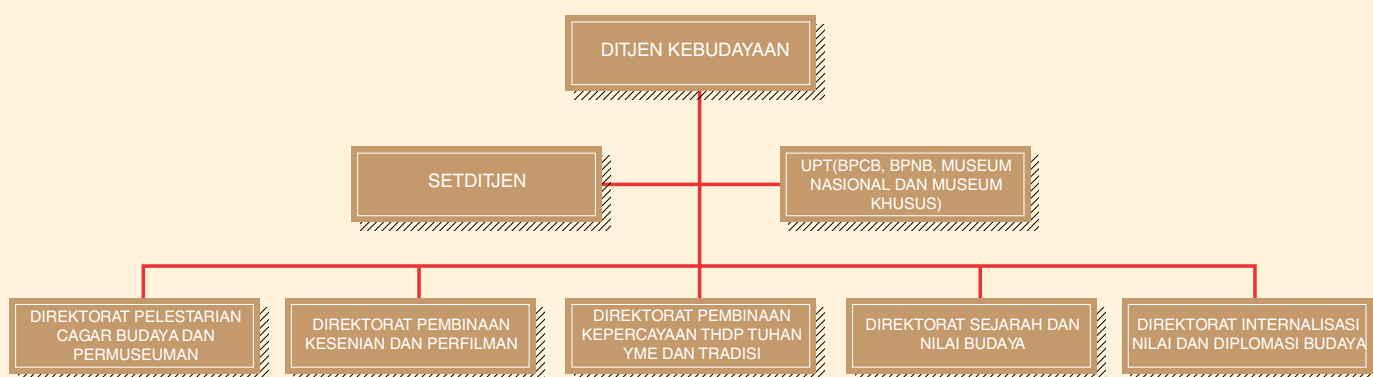 DITJEN KEBUDAYAAN
SETDITJEN
UPT(BPCB, BPNB, MUSEUM
NASIONAL DAN MUSEUM
KHUSUS)
DIREKTORAT PELESTARIAN
CAGAR BUDAYA DAN
PERMUSEUMAN
DIREKTORAT PEMBINAAN
KESENIAN DAN PERFILMAN
DIREKTORAT PEMBINAAN
KEPERCAYAAN THDP TUHAN
YME DAN TRADISI
DIREKTORAT SEJARAH DAN
NILAI BUDAYA
DIREKTORAT INTERNALISASI
NILAI DAN DIPLOMASI BUDAYA